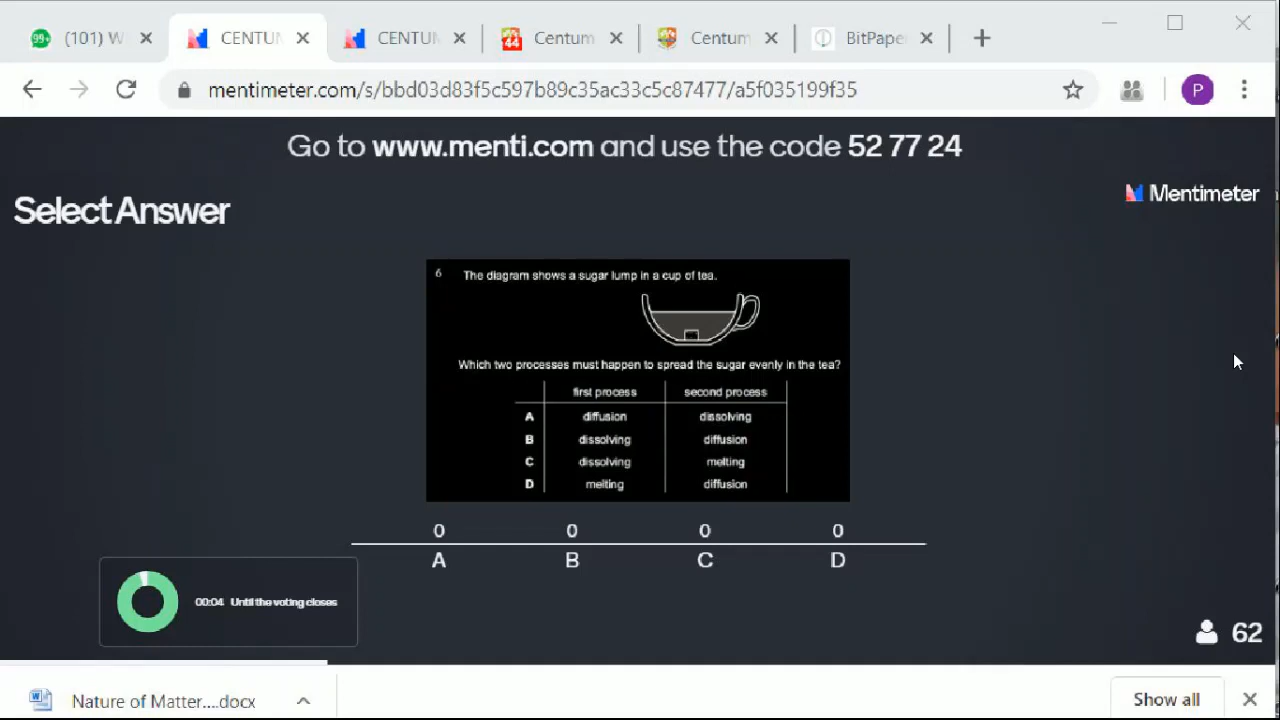 (101) W
CENTUM
CENTUM
44
Centum
Centum
BitPape
mentimeter.com/s/bbd03d83f5c597b89c35ac33c5c87477/a5f035199f35
P
Go to www.menti.com and use the code 52 77 24
Mentimeter
Select Answer
6 The diagram shows a sugar lump in a cup of tea.
Which two processes must happen to spread the sugar evenly in the tea?
first process second process
A diffusion dissolving
B dissolving diffusion
C dissolving melting
D melting diffusion
0 0 0 0
A B C D
00:04 Until the voting closes
62
Nature of Matter....docx
Show all